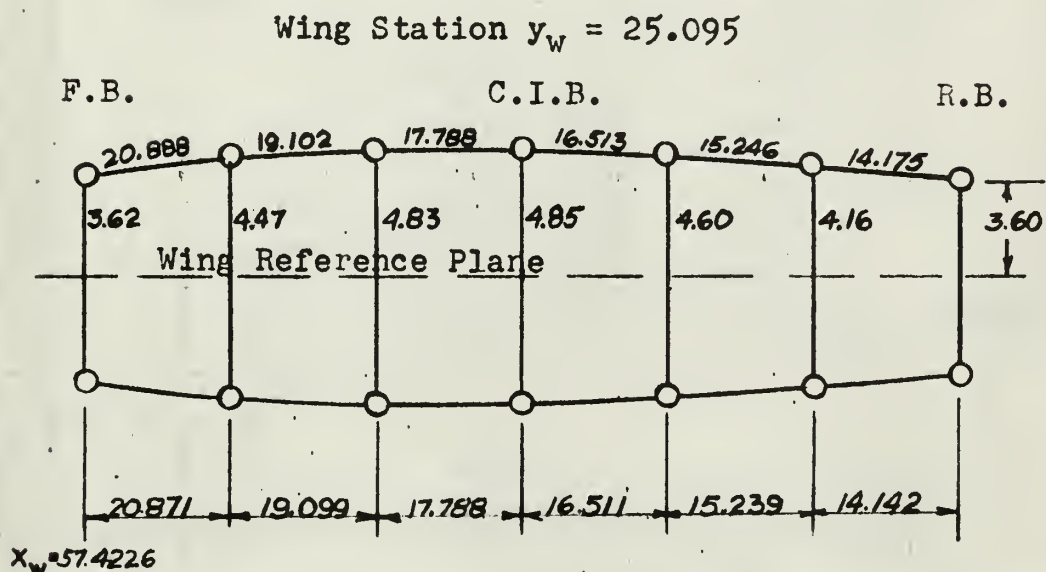 Wing Station yw = 25.095
F.B. C.I.B. R.B.
20.888 19.102 17.788 16.513 15.246 14.175
3.62 4.47 4.83 4.85 4.60 4.16 3.60
Wing Reference Plane
20.871 19.099 17.788 16.511 15.239 14.142
Xw=57.4226